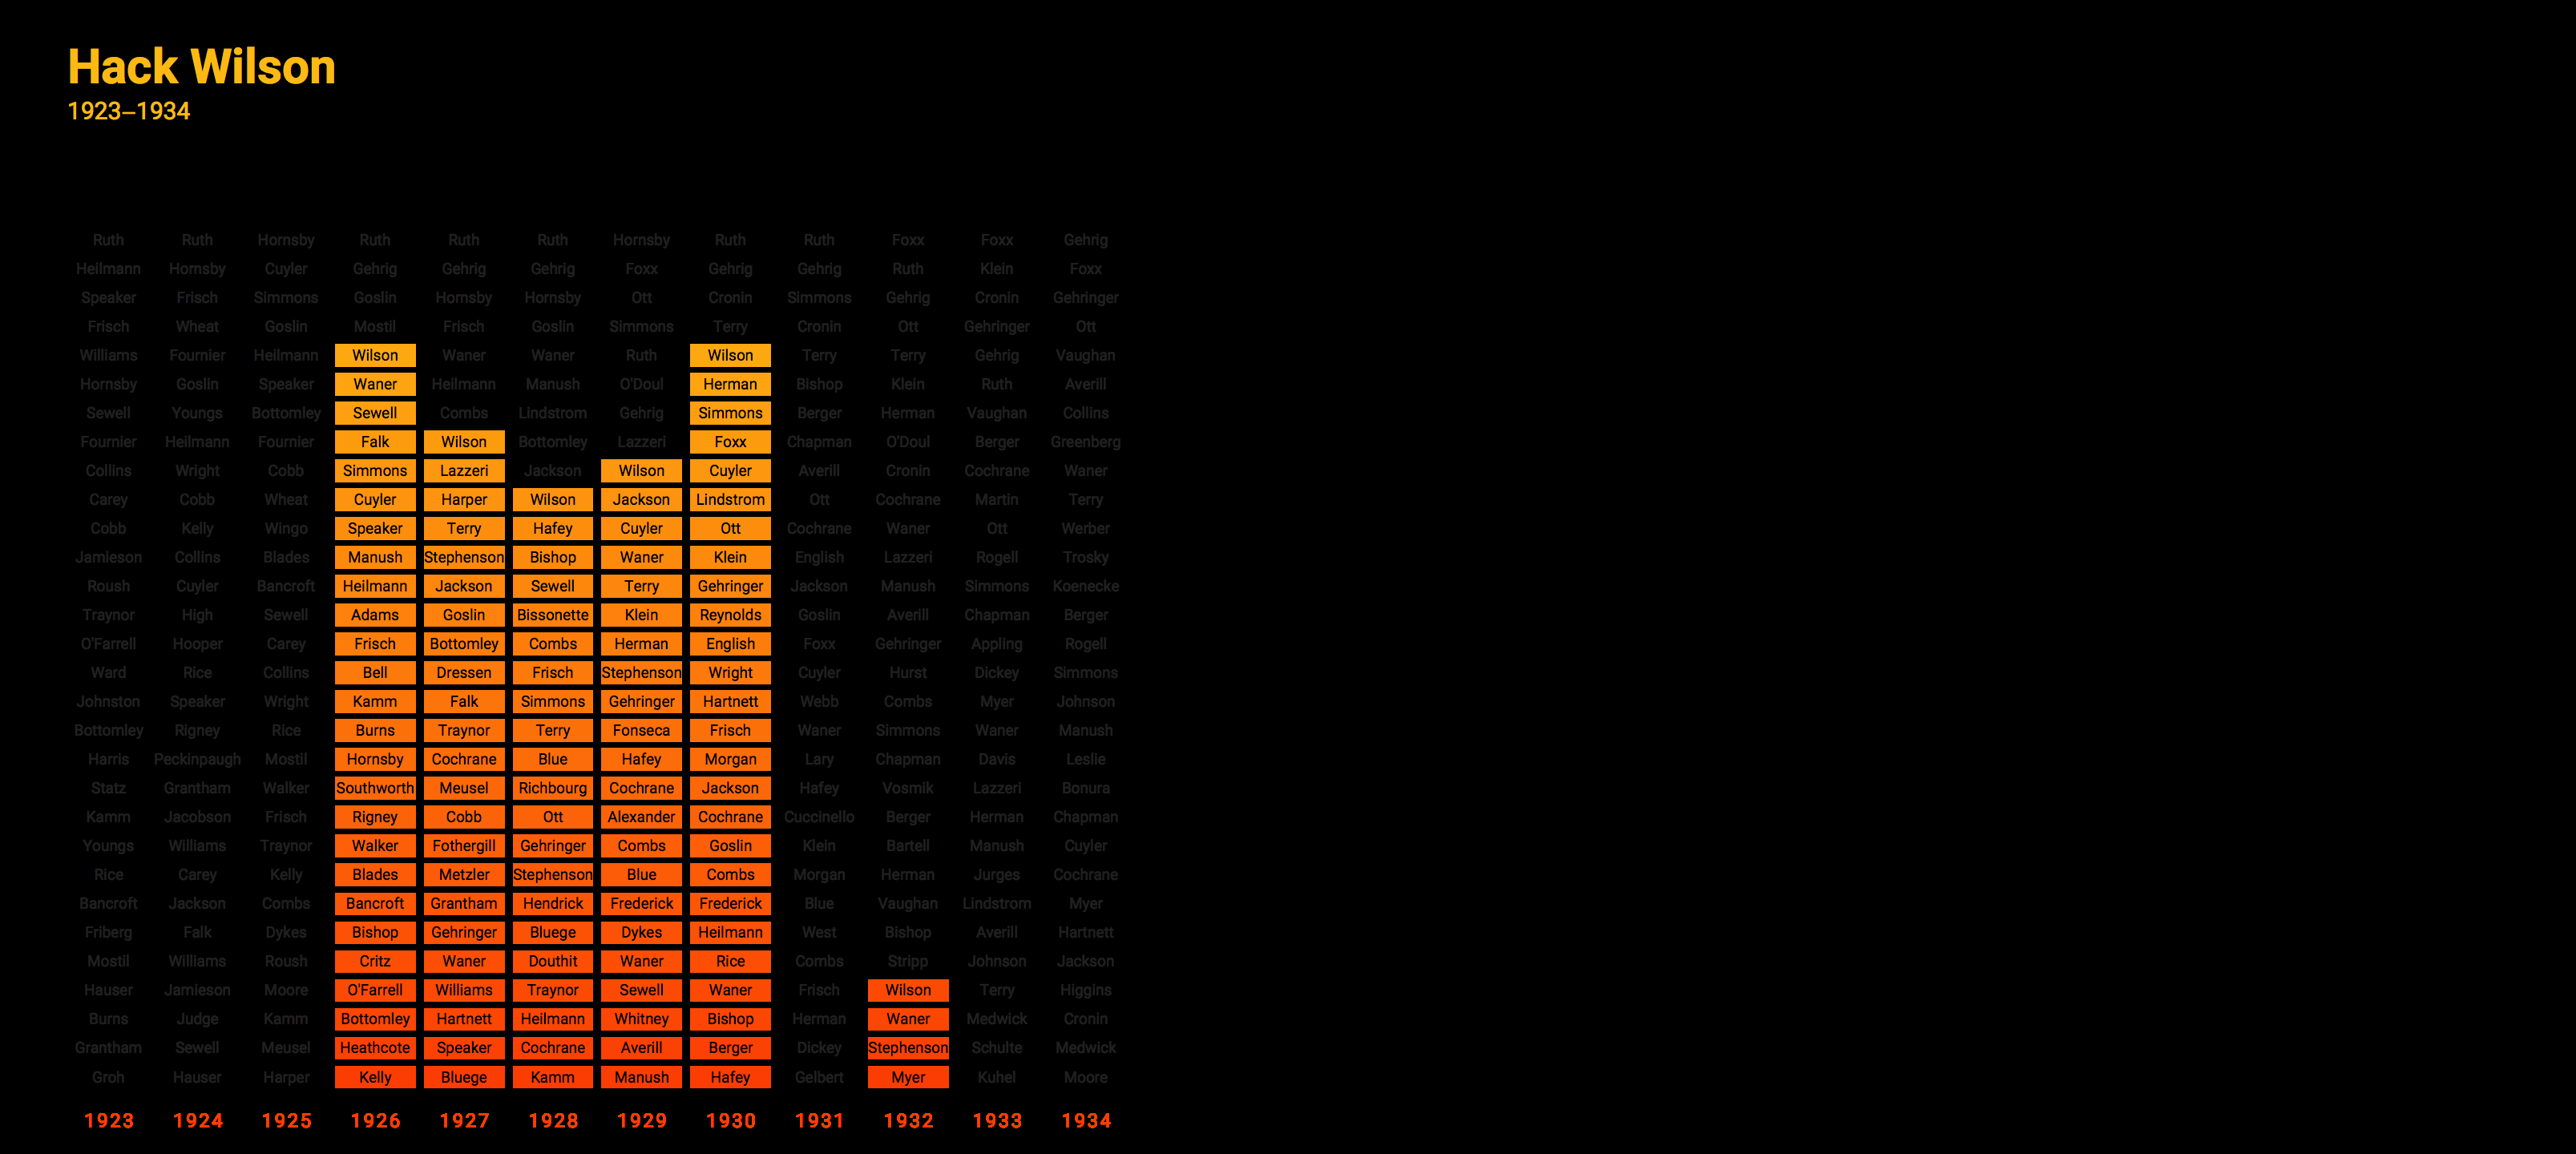 Hack Wilson
1923–1934
Ruth Ruth Hornsby Ruth Ruth Ruth Hornsby Ruth Ruth Foxx Foxx Gehrig
Heilmann Hornsby Cuyler Gehrig Gehrig Gehrig Foxx Gehrig Gehrig Ruth Klein Foxx
Speaker Frisch Simmons Goslin Hornsby Hornsby Ott Cronin Simmons Gehrig Cronin Gehringer
Frisch Wheat Goslin Mostil Frisch Goslin Simmons Terry Cronin Ott Gehringer Ott
Williams Fournier Heilmann Wilson Waner Waner Ruth Wilson Terry Terry Gehrig Vaughan
Hornsby Goslin Speaker Waner Heilmann Manush O'Doul Herman Bishop Klein Ruth Averill
Sewell Youngs Bottomley Sewell Combs Lindstrom Gehrig Simmons Berger Herman Vaughan Collins
Fournier Heilmann Fournier Falk Wilson Bottomley Lazzeri Foxx Chapman O'Doul Berger Greenberg
Collins Wright Cobb Simmons Lazzeri Jackson Wilson Cuyler Averill Cronin Cochrane Waner
Carey Cobb Wheat Cuyler Harper Wilson Jackson Lindstrom Ott Cochrane Martin Terry
Cobb Kelly Wingo Speaker Terry Hafey Cuyler Ott Cochrane Waner Ott Werber
Jamieson Collins Blades Manush Stephenson Bishop Waner Klein English Lazzeri Rogell Trosky
Roush Cuyler Bancroft Heilmann Jackson Sewell Terry Gehringer Jackson Manush Simmons Koenecke
Traynor High Sewell Adams Goslin Bissonette Klein Reynolds Goslin Averill Chapman Berger
O'Farrell Hooper Carey Frisch Bottomley Combs Herman English Foxx Gehringer Appling Rogell
Ward Rice Collins Bell Dressen Frisch Stephenson Wright Cuyler Hurst Dickey Simmons
Johnston Speaker Wright Kamm Falk Simmons Gehringer Hartnett Webb Combs Myer Johnson
Bottomley Rigney Rice Burns Traynor Terry Fonseca Frisch Waner Simmons Waner Manush
Harris Peckinpaugh Mostil Hornsby Cochrane Blue Hafey Morgan Lary Chapman Davis Leslie
Statz Grantham Walker Southworth Meusel Richbourg Cochrane Jackson Hafey Vosmik Lazzeri Bonura
Kamm Jacobson Frisch Rigney Cobb Ott Alexander Cochrane Cuccinello Berger Herman Chapman
Youngs Williams Traynor Walker Fothergill Gehringer Combs Goslin Klein Bartell Manush Cuyler
Rice Carey Kelly Blades Metzler Stephenson Blue Combs Morgan Herman Jurges Cochrane
Bancroft Jackson Combs Bancroft Grantham Hendrick Frederick Frederick Blue Vaughan Lindstrom Myer
Friberg Falk Dykes Bishop Gehringer Bluege Dykes Heilmann West Bishop Averill Hartnett
Mostil Williams Roush Critz Waner Douthit Waner Rice Combs Stripp Johnson Jackson
Hauser Jamieson Moore O'Farrell Williams Traynor Sewell Waner Frisch Wilson Terry Higgins
Burns Judge Kamm Bottomley Hartnett Heilmann Whitney Bishop Herman Waner Medwick Cronin
Grantham Sewell Meusel Heathcote Speaker Cochrane Averill Berger Dickey Stephenson Schulte Medwick
Groh Hauser Harper Kelly Bluege Kamm Manush Hafey Gelbert Myer Kuhel Moore
1923 1924 1925 1926 1927 1928 1929 1930 1931 1932 1933 1934